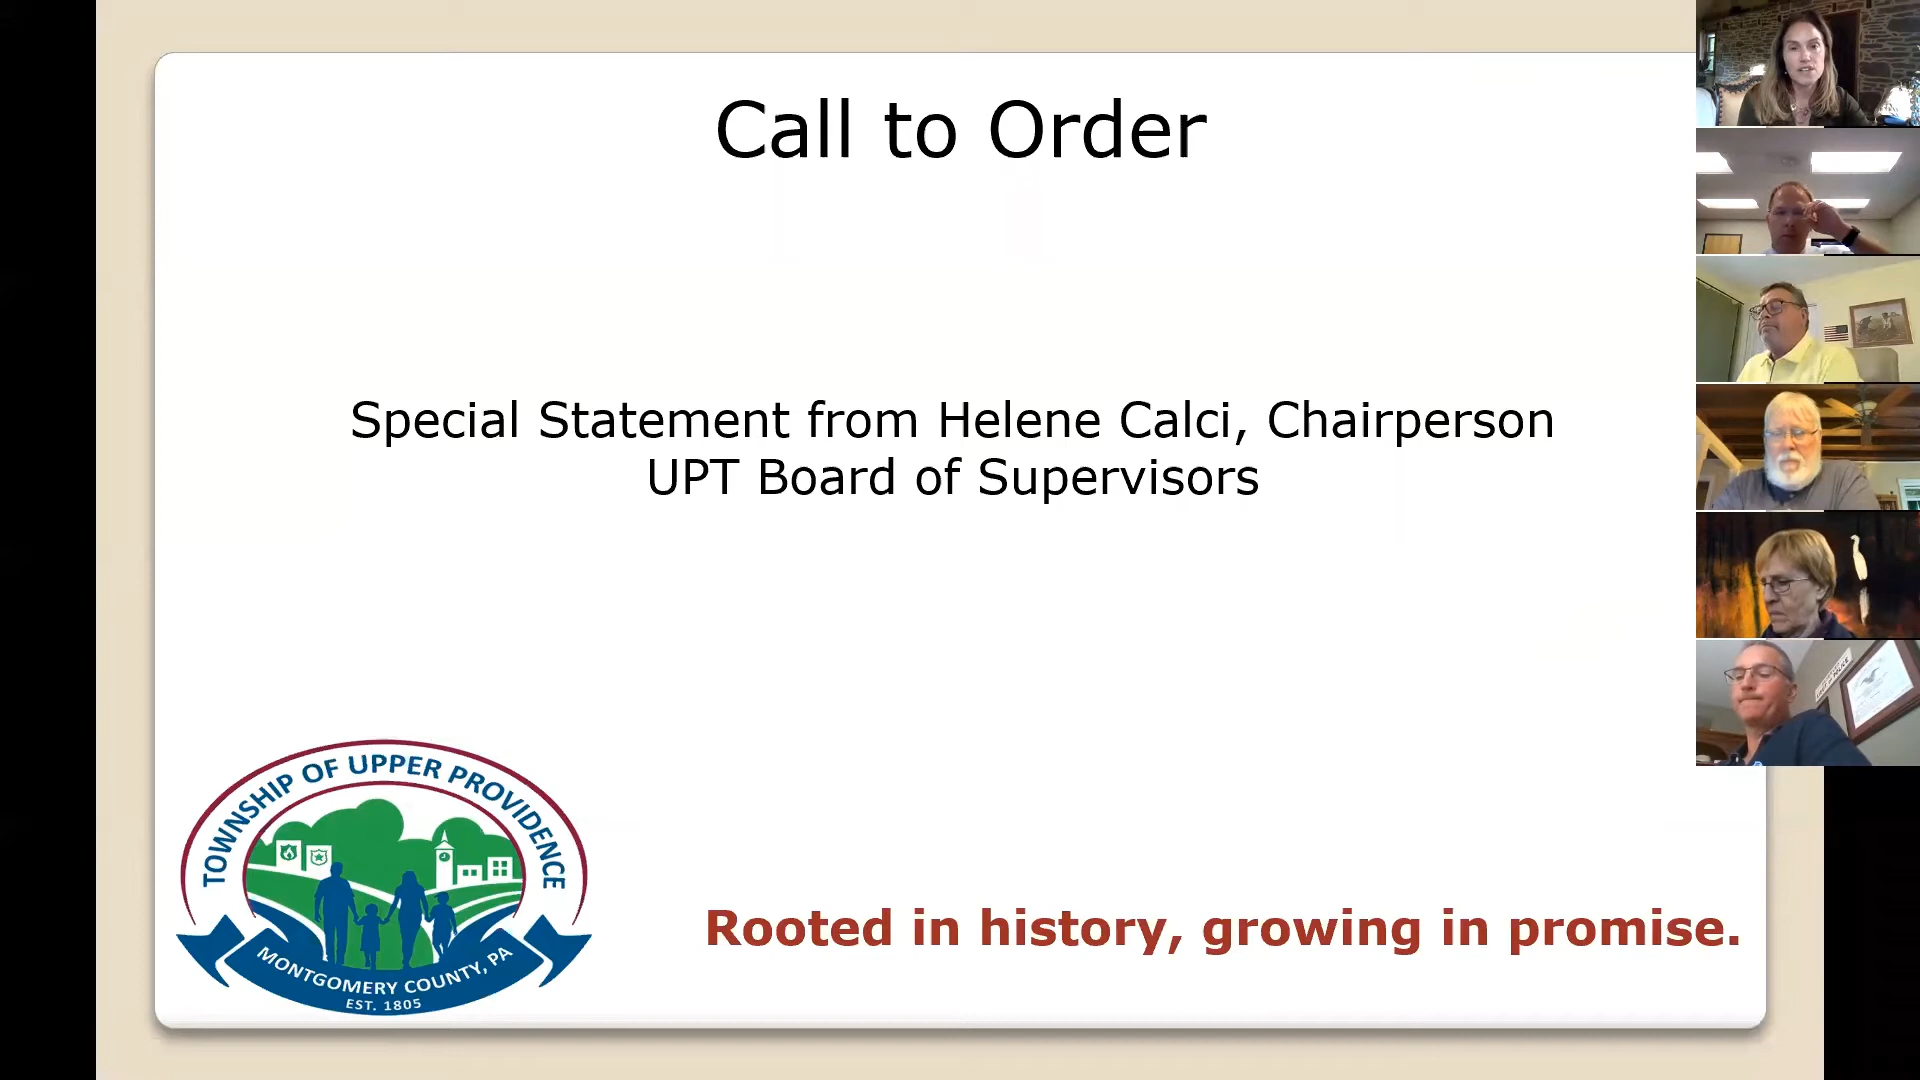 Call to Order
Special Statement from Helene Calci, Chairperson
UPT Board of Supervisors
TOWNSHIP OF UPPER PROVIDENCE
MONTGOMERY COUNTY, PA
EST. 1805
Rooted in history, growing in promise.